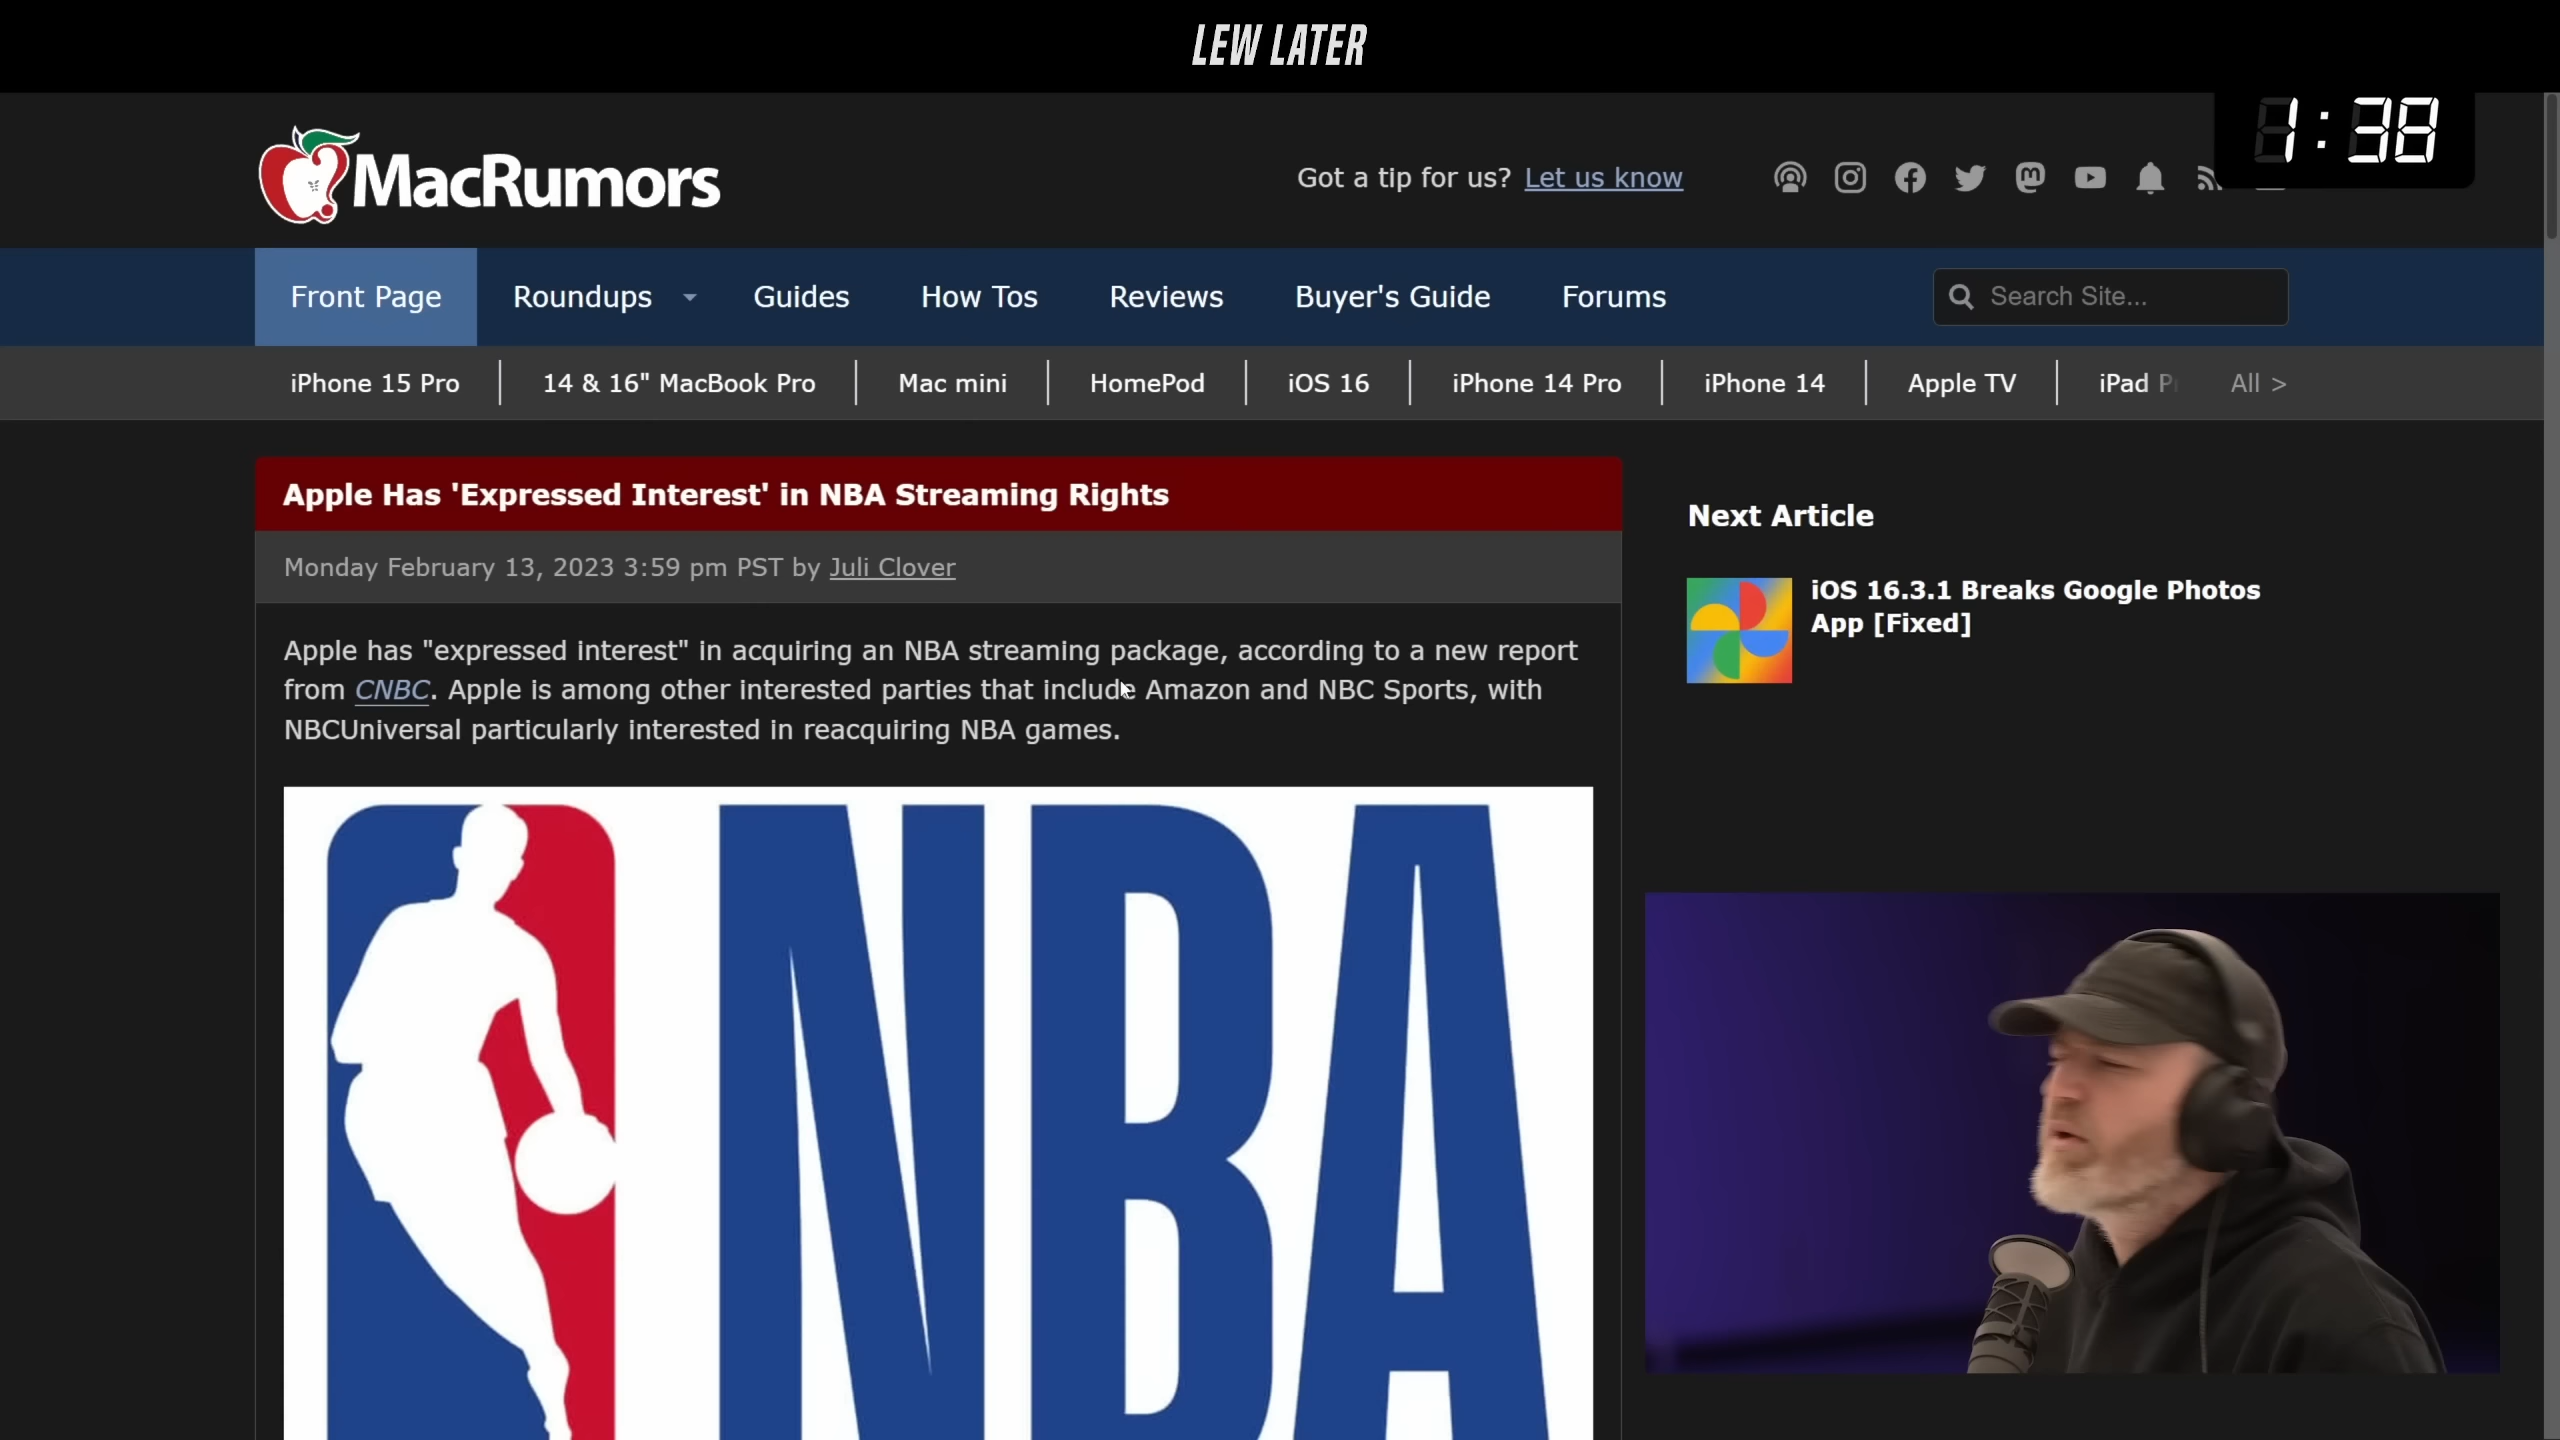 LEW LATER
1:38
MacRumors
Got a tip for us? Let us know
Front Page Roundups Guides How Tos Reviews Buyer's Guide Forums Search Site...
iPhone 15 Pro 14 & 16" MacBook Pro Mac mini HomePod iOS 16 iPhone 14 Pro iPhone 14 Apple TV iPad All >
Apple Has 'Expressed Interest' in NBA Streaming Rights
Monday February 13, 2023 3:59 pm PST by Juli Clover
Apple has "expressed interest" in acquiring an NBA streaming package, according to a new report
from CNBC. Apple is among other interested parties that include Amazon and NBC Sports, with
NBCUniversal particularly interested in reacquiring NBA games.
NBA
Next Article
iOS 16.3.1 Breaks Google Photos
App [Fixed]